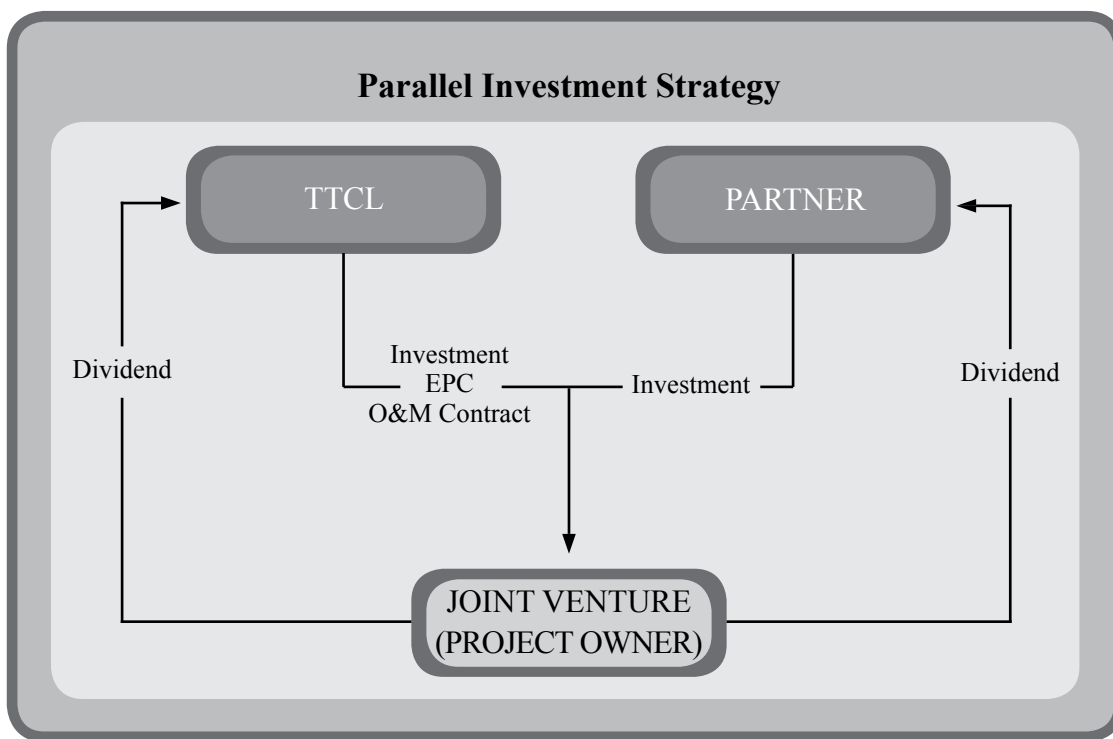 Parallel Investment Strategy
TTCL
PARTNER
Dividend
Investment
EPC
O&M Contract
Investment
Dividend
JOINT VENTURE
(PROJECT OWNER)